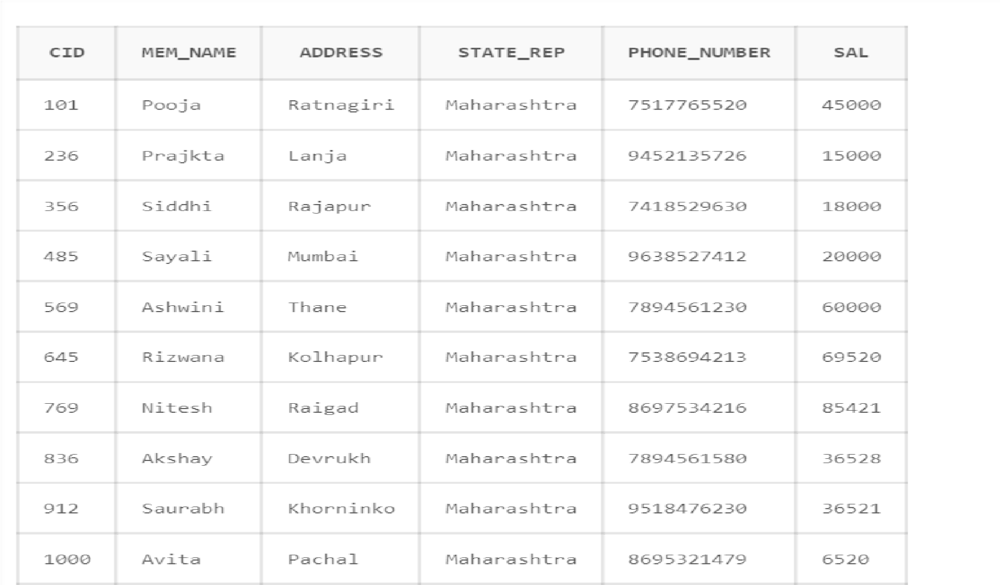 CID MEM_NAME ADDRESS STATE_REP PHONE_NUMBER SAL
101 Pooja Ratnagiri Maharashtra 7517765520 45000
236 Prajkta Lanja Maharashtra 9452135726 15000
356 Siddhi Rajapur Maharashtra 7418529630 18000
485 Sayali Mumbai Maharashtra 9638527412 20000
569 Ashwini Thane Maharashtra 7894561230 60000
645 Rizwana Kolhapur Maharashtra 7538694213 69520
769 Nitesh Raigad Maharashtra 8697534216 85421
836 Akshay Devrukh Maharashtra 7894561580 36528
912 Saurabh Khorninko Maharashtra 9518476230 36521
1000 Avita Pachal Maharashtra 8695321479 6520